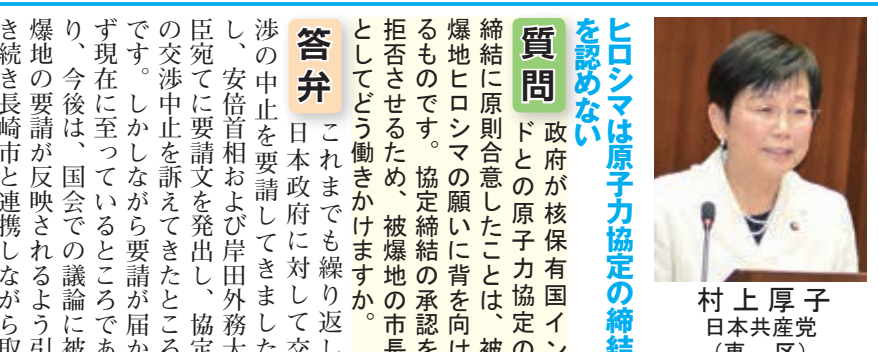 ヒロシマは原子力協定の締結
を認めない
質問
政府が核保有国イン
ドとの原子力協定の
締結に原則合意したことは、被
爆地ヒロシマの願いに背を向け
るものです。協定締結の承認を
拒否させるため、被爆地の市長
としてどう働きかけますか。
答弁
これまでも繰り返し
日本政府に対して交
渉の中止を要請してきました
し、安倍首相および岸田外務大
臣宛てに要請文を発出し、協定
の交渉中止を訴えてきたところ
です。しかしながら要請が届か
ず現在に至っているところであ
り、今後は、国会での議論に被
爆地の要請が反映されるよう引
き続き長崎市と連携しながら取
村上厚子
日本共産党
（東　区）